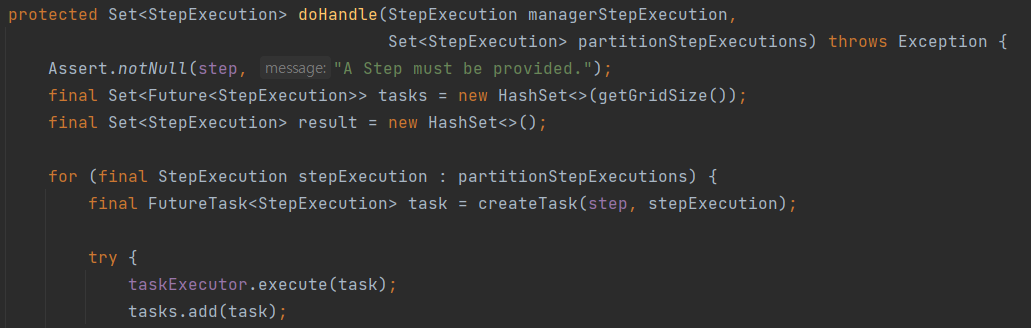 protected Set<StepExecution> doHandle(StepExecution managerStepExecution,
Set<StepExecution> partitionStepExecutions) throws Exception {
Assert.notNull(step, message: "A Step must be provided.");
final Set<Future<StepExecution>> tasks = new HashSet<>(getGridSize());
final Set<StepExecution> result = new HashSet<>();
for (final StepExecution stepExecution : partitionStepExecutions) {
final FutureTask<StepExecution> task = createTask(step, stepExecution);
try {
taskExecutor.execute(task);
tasks.add(task);